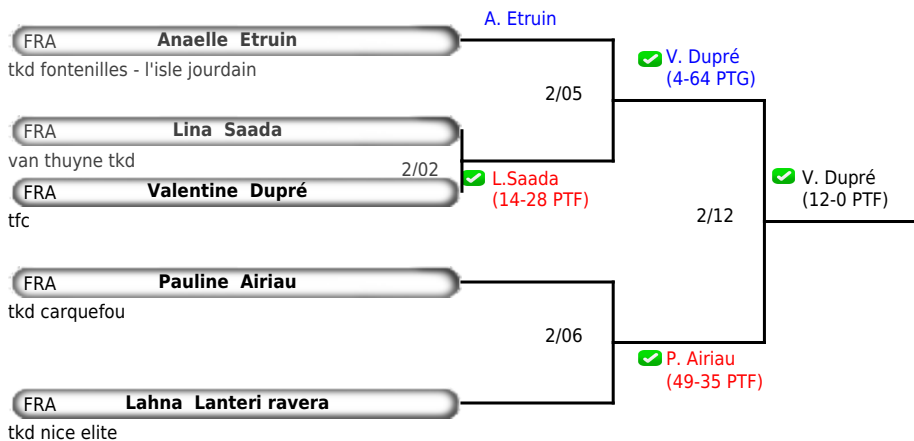 A. Etruin
FRA Anaelle Etruin
tkd fontenilles - l'isle jourdain
V. Dupré
(4-64 PTG)
2/05
FRA Lina Saada
van thuyne tkd
2/02
L.Saada
(14-28 PTF)
FRA Valentine Dupré
tfc
V. Dupré
(12-0 PTF)
2/12
FRA Pauline Airiau
tkd carquefou
2/06
P. Airiau
(49-35 PTF)
FRA Lahna Lanteri ravera
tkd nice elite